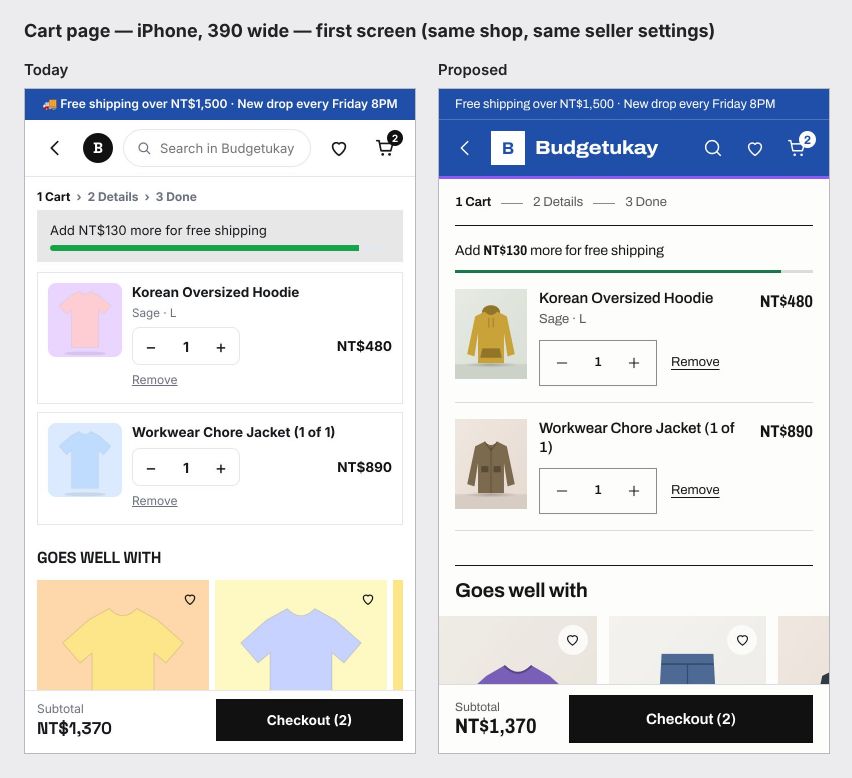 Cart page — iPhone, 390 wide — first screen (same shop, same seller settings)
Today
🚚 Free shipping over NT$1,500 · New drop every Friday 8PM
B
Search in Budgetukay
2
1 Cart › 2 Details › 3 Done
Add NT$130 more for free shipping
Korean Oversized Hoodie
Sage · L
− 1 +
NT$480
Remove
Workwear Chore Jacket (1 of 1)
− 1 +
NT$890
Remove
GOES WELL WITH
Subtotal
NT$1,370
Checkout (2)
Proposed
Free shipping over NT$1,500 · New drop every Friday 8PM
B
Budgetukay
2
1 Cart — 2 Details — 3 Done
Add NT$130 more for free shipping
Korean Oversized Hoodie
NT$480
Sage · L
− 1 +
Remove
Workwear Chore Jacket (1 of
1)
NT$890
− 1 +
Remove
Goes well with
Subtotal
NT$1,370
Checkout (2)